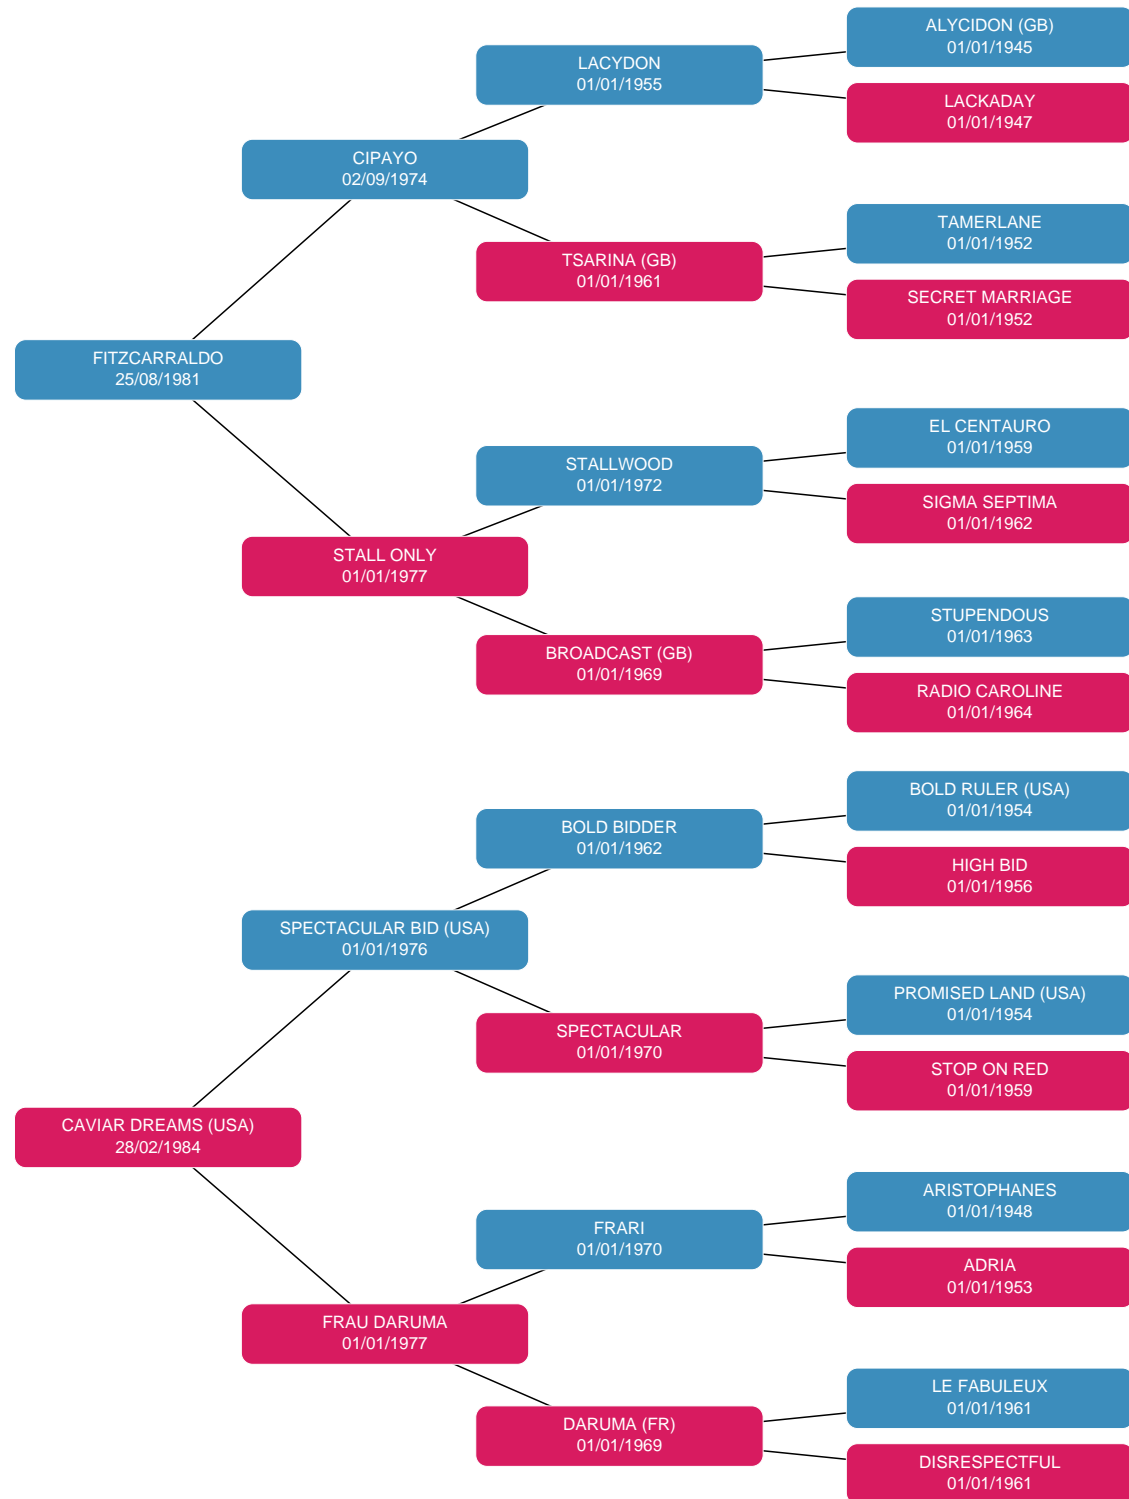 ALYCIDON (GB)
01/01/1945
LACYDON
01/01/1955
LACKADAY
01/01/1947
CIPAYO
02/09/1974
TAMERLANE
01/01/1952
TSARINA (GB)
01/01/1961
SECRET MARRIAGE
01/01/1952
FITZCARRALDO
25/08/1981
EL CENTAURO
01/01/1959
STALLWOOD
01/01/1972
SIGMA SEPTIMA
01/01/1962
STALL ONLY
01/01/1977
STUPENDOUS
01/01/1963
BROADCAST (GB)
01/01/1969
RADIO CAROLINE
01/01/1964
BOLD RULER (USA)
01/01/1954
BOLD BIDDER
01/01/1962
HIGH BID
01/01/1956
SPECTACULAR BID (USA)
01/01/1976
PROMISED LAND (USA)
01/01/1954
SPECTACULAR
01/01/1970
STOP ON RED
01/01/1959
CAVIAR DREAMS (USA)
28/02/1984
ARISTOPHANES
01/01/1948
FRARI
01/01/1970
ADRIA
01/01/1953
FRAU DARUMA
01/01/1977
LE FABULEUX
01/01/1961
DARUMA (FR)
01/01/1969
DISRESPECTFUL
01/01/1961